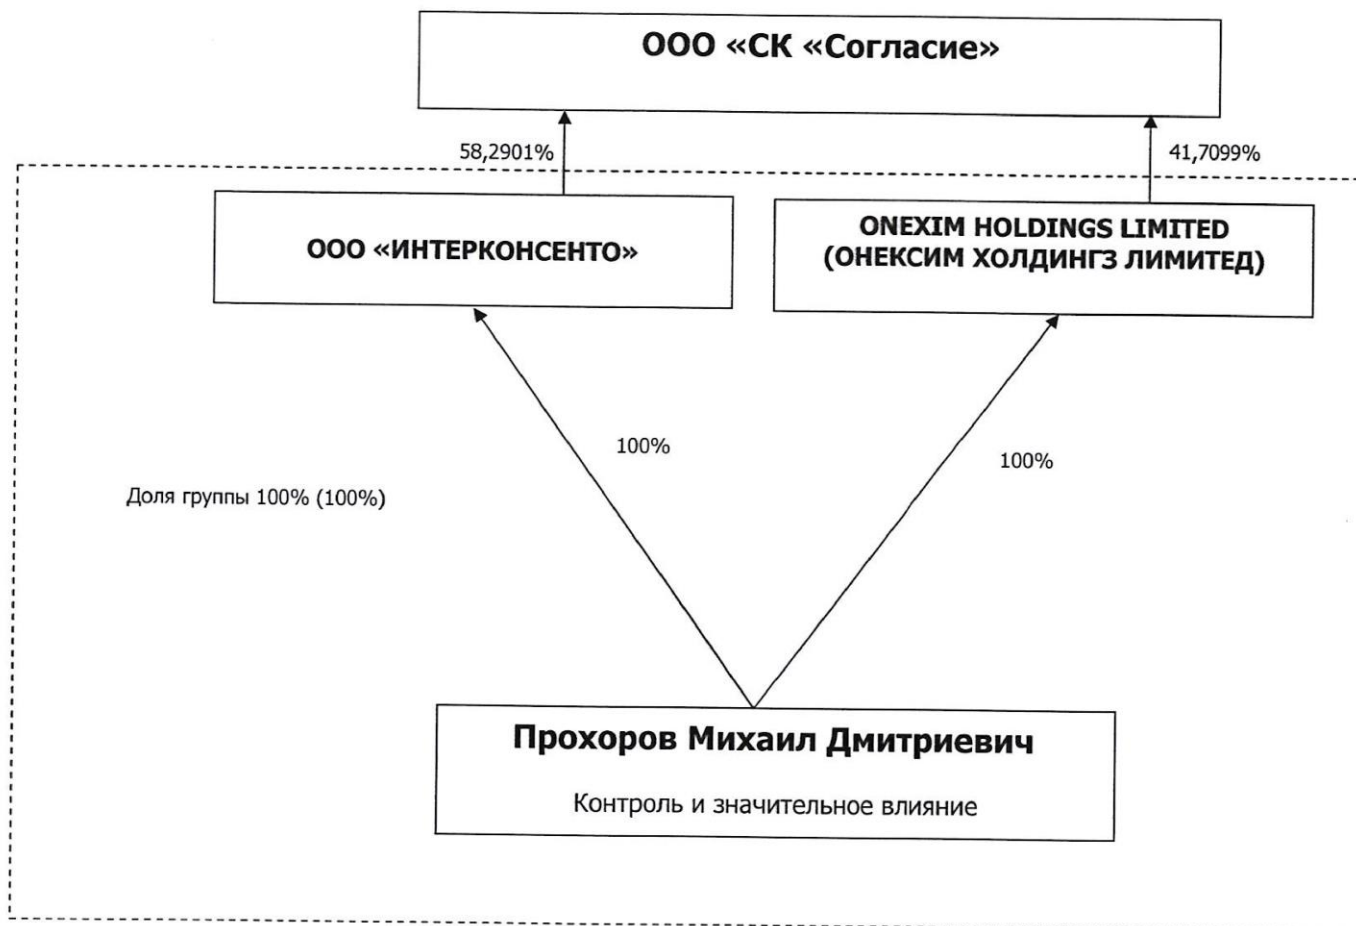 ООО «СК «Согласие»
58,2901%
41,7099%
ООО «ИНТЕРКОНСЕНТО»
ONEXIM HOLDINGS LIMITED
(ОНЕКСИМ ХОЛДИНГЗ ЛИМИТЕД)
100%
100%
Доля группы 100% (100%)
Прохоров Михаил Дмитриевич
Контроль и значительное влияние